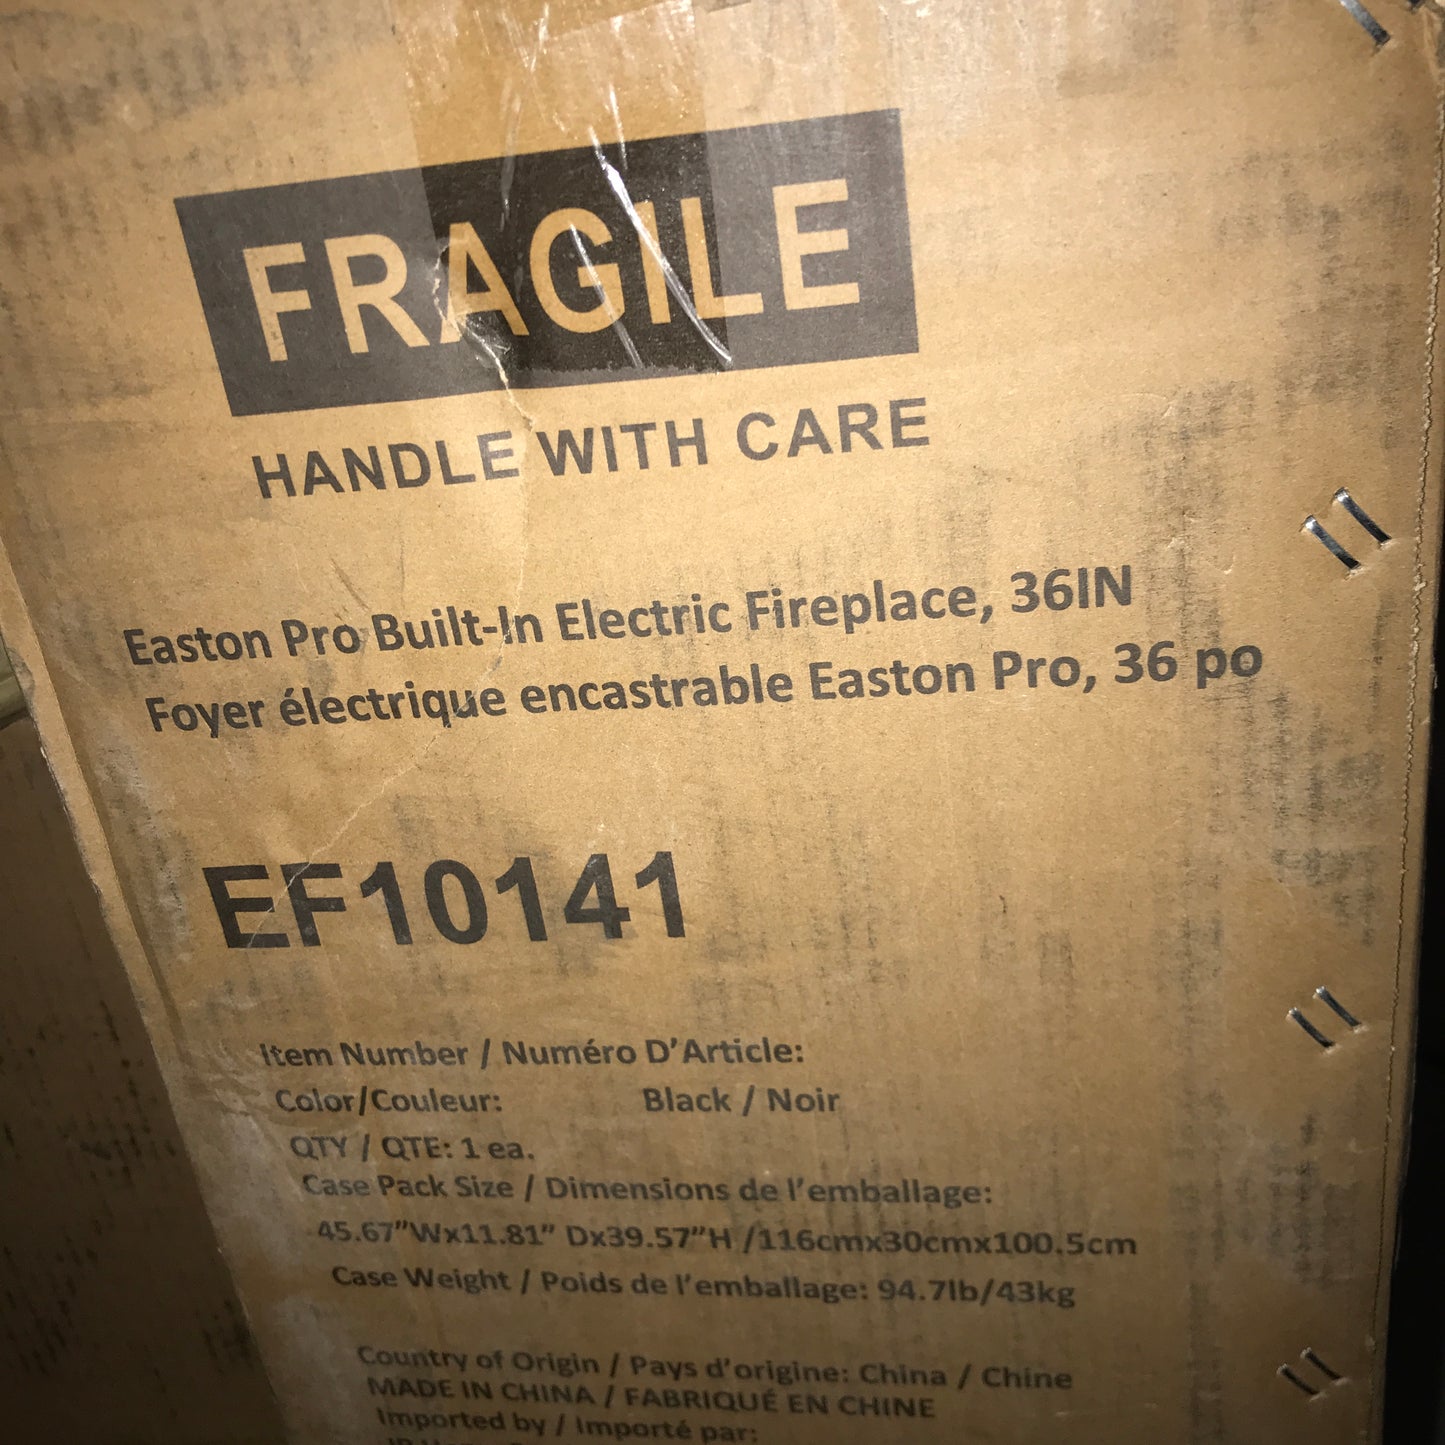 FRAGILE
HANDLE WITH CARE
Easton Pro Built-In Electric Fireplace, 36IN
Foyer électrique encastrable Easton Pro, 36 po
EF10141
Item Number / Numéro D'Article:
Color/Couleur: Black / Noir
QTY / QTE: 1 ea.
Case Pack Size / Dimensions de l'emballage:
45.67"Wx11.81" Dx39.57"H /116cmx30cmx100.5cm
Case Weight / Poids de l'emballage: 94.7lb/43kg
Country of Origin / Pays d'origine: China / Chine
MADE IN CHINA / FABRIQUÉ EN CHINE
Imported by / Importé par: